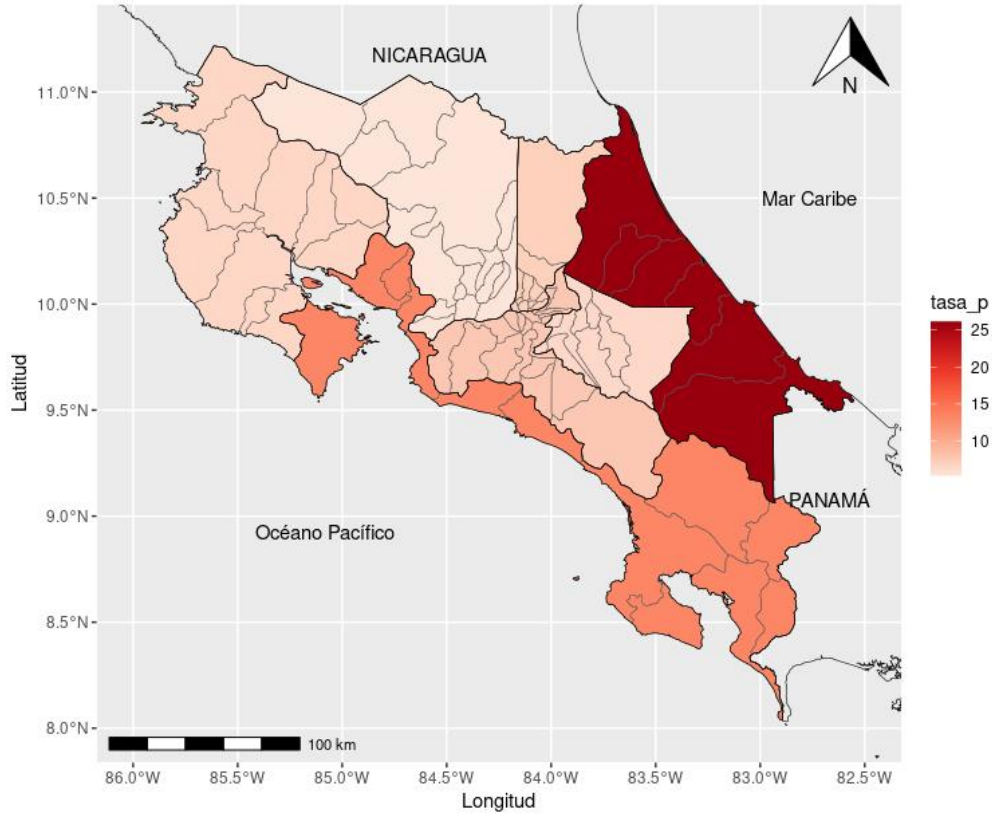 NICARAGUA
N
Mar Caribe
PANAMÁ
Océano Pacífico
100 km
11.0°N
10.5°N
10.0°N
9.5°N
9.0°N
8.5°N
8.0°N
Latitud
86.0°W
85.5°W
85.0°W
84.5°W
84.0°W
83.5°W
83.0°W
82.5°W
Longitud
tasa_p
25
20
15
10